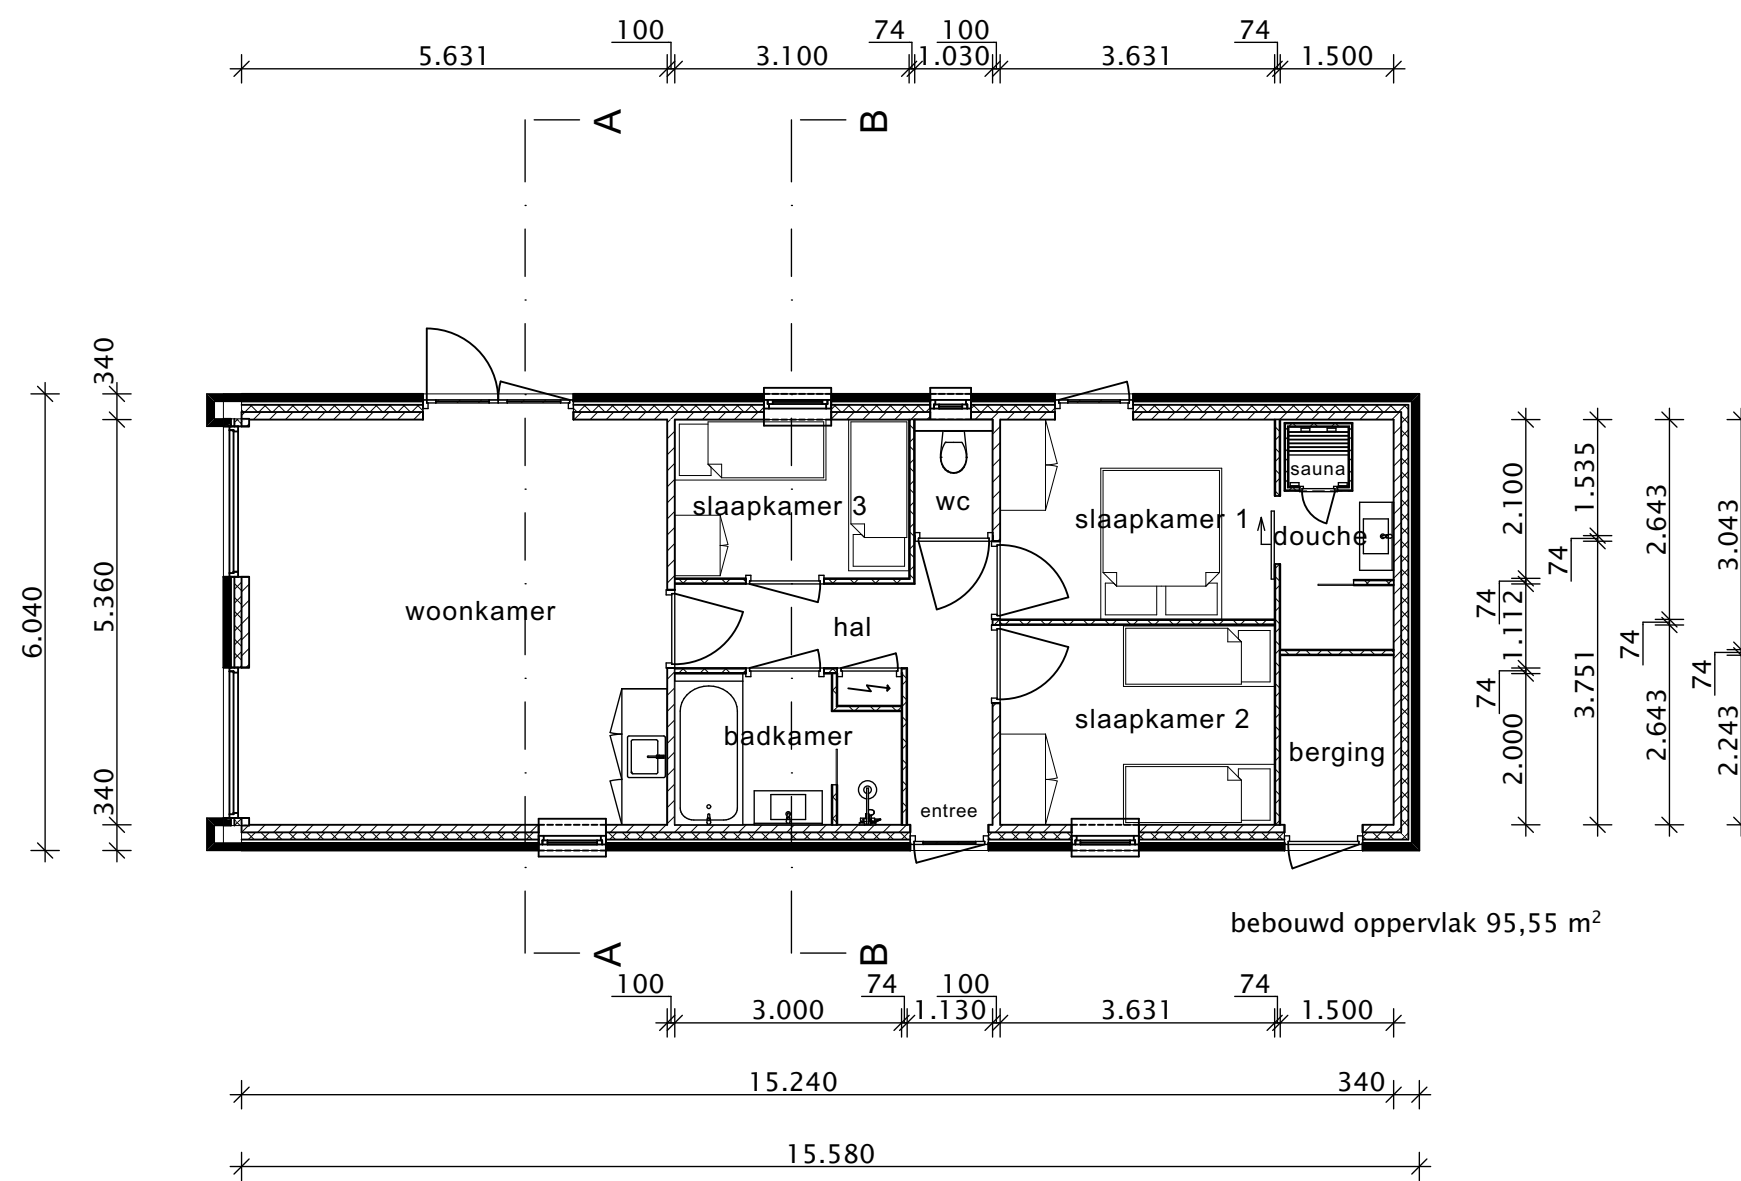 100 74 100 74
5.631 3.100 1.030 3.631 1.500
A B
340
5.360
340
6.040
slaapkamer 3
wc
slaapkamer 1
sauna
douche
woonkamer
hal
badkamer
slaapkamer 2
berging
entree
2.100
74
1.112
74
2.000
1.535
74
3.751
2.643
74
2.643
3.043
74
2.243
bebouwd oppervlak 95,55 m²
A B
100 74 100 74
3.000 1.130 3.631 1.500
15.240 340
15.580